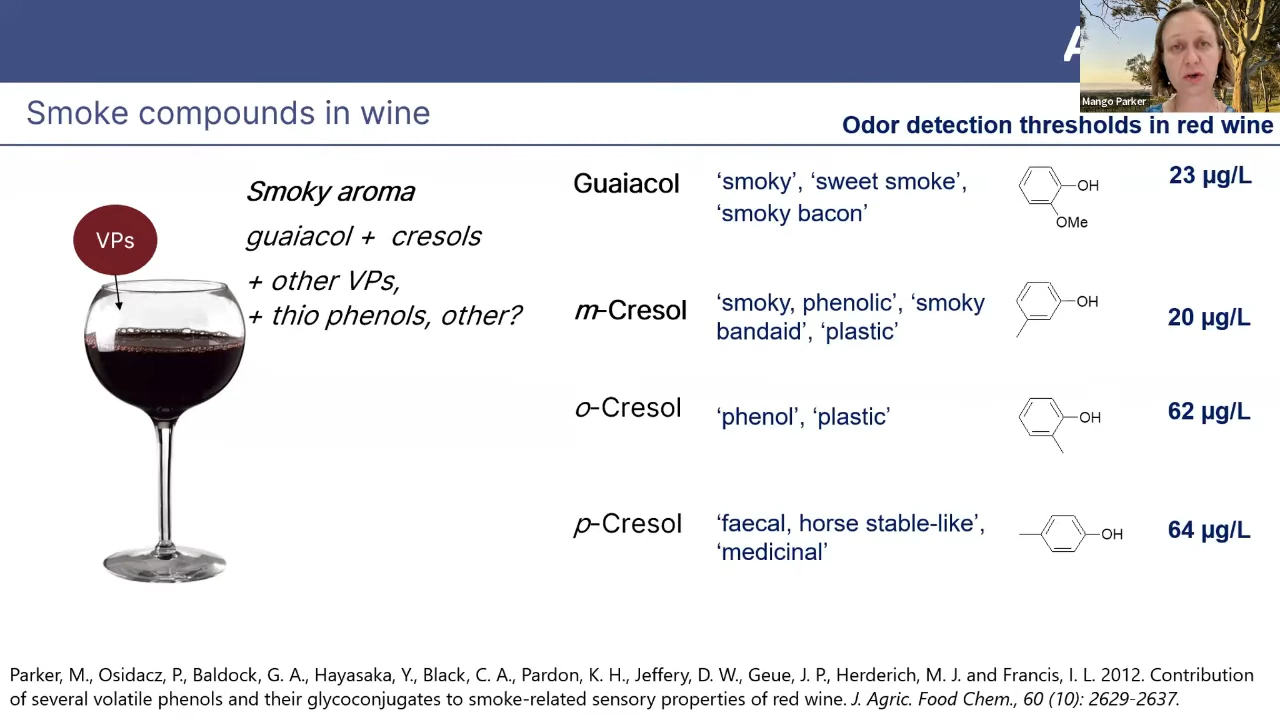 A
Mango Parker
Smoke compounds in wine
Odor detection thresholds in red wine
VPs
Smoky aroma
guaiacol + cresols
+ other VPs,
+ thio phenols, other?
Guaiacol
‘smoky’, ‘sweet smoke’,
‘smoky bacon’
OH
OMe
23 µg/L
m-Cresol
‘smoky, phenolic’, ‘smoky
bandaid’, ‘plastic’
OH
20 µg/L
o-Cresol
‘phenol’, ‘plastic’
OH
62 µg/L
p-Cresol
‘faecal, horse stable-like’,
‘medicinal’
OH
64 µg/L
Parker, M., Osidacz, P., Baldock, G. A., Hayasaka, Y., Black, C. A., Pardon, K. H., Jeffery, D. W., Geue, J. P., Herderich, M. J. and Francis, I. L. 2012. Contribution
of several volatile phenols and their glycoconjugates to smoke-related sensory properties of red wine. J. Agric. Food Chem., 60 (10): 2629-2637.